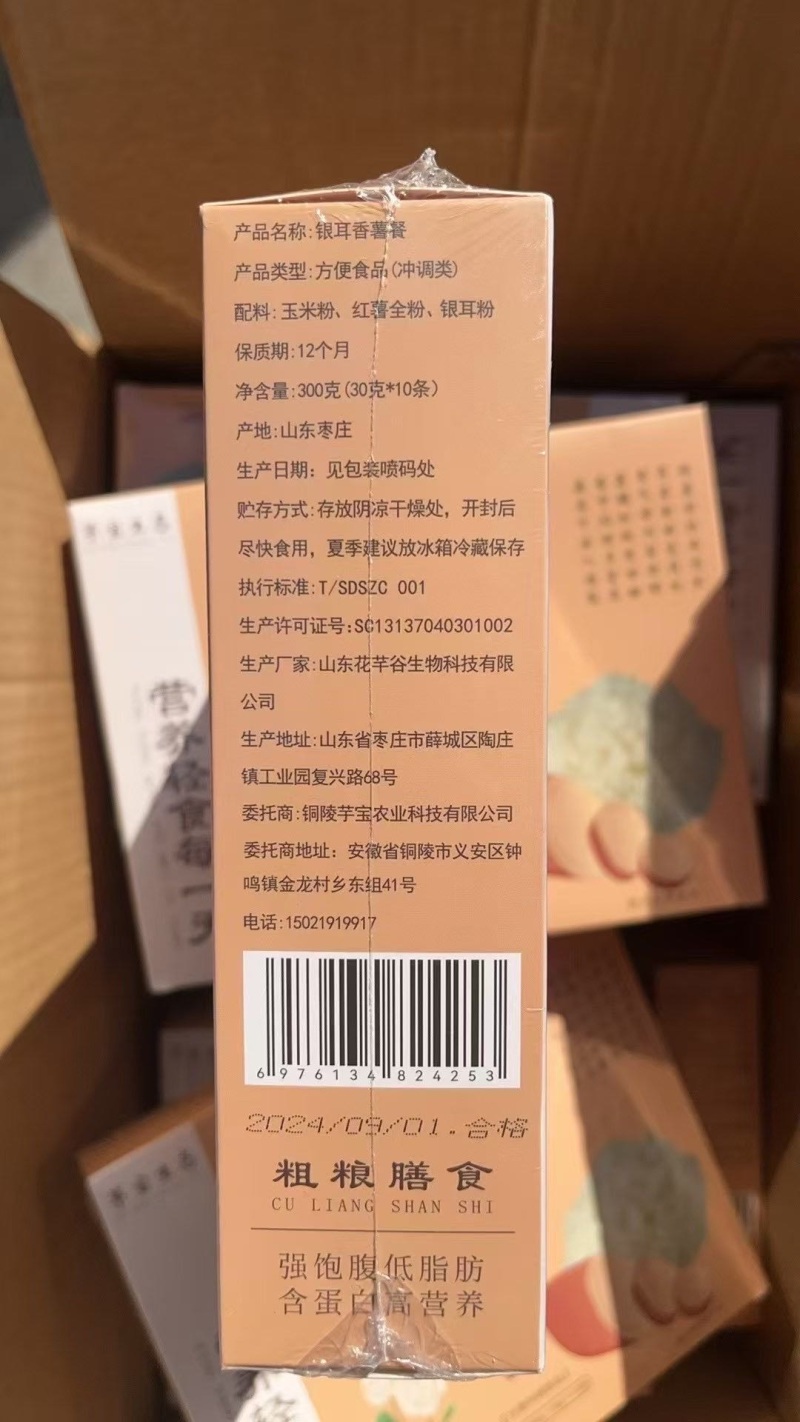 产品名称:银耳香薯餐
产品类型:方便食品(冲调类)
配料:玉米粉、红薯全粉、银耳粉
保质期:12个月
净含量:300克(30克*10条)
产地:山东枣庄
生产日期：见包装喷码处
贮存方式:存放阴凉干燥处，开封后
尽快食用，夏季建议放冰箱冷藏保存
执行标准:T/SDSZC 001
生产许可证号:SC13137040301002
生产厂家:山东花芊谷生物科技有限
公司
生产地址:山东省枣庄市薛城区陶庄
镇工业园复兴路68号
委托商:铜陵芋宝农业科技有限公司
委托商地址：安徽省铜陵市义安区钟
鸣镇金龙村乡东组41号
电话:15021919917
6976134824253
2024/09/01.合格
粗粮膳食
CU LIANG SHAN SHI
强饱腹低脂肪
含蛋白高营养
营养轻食每一天